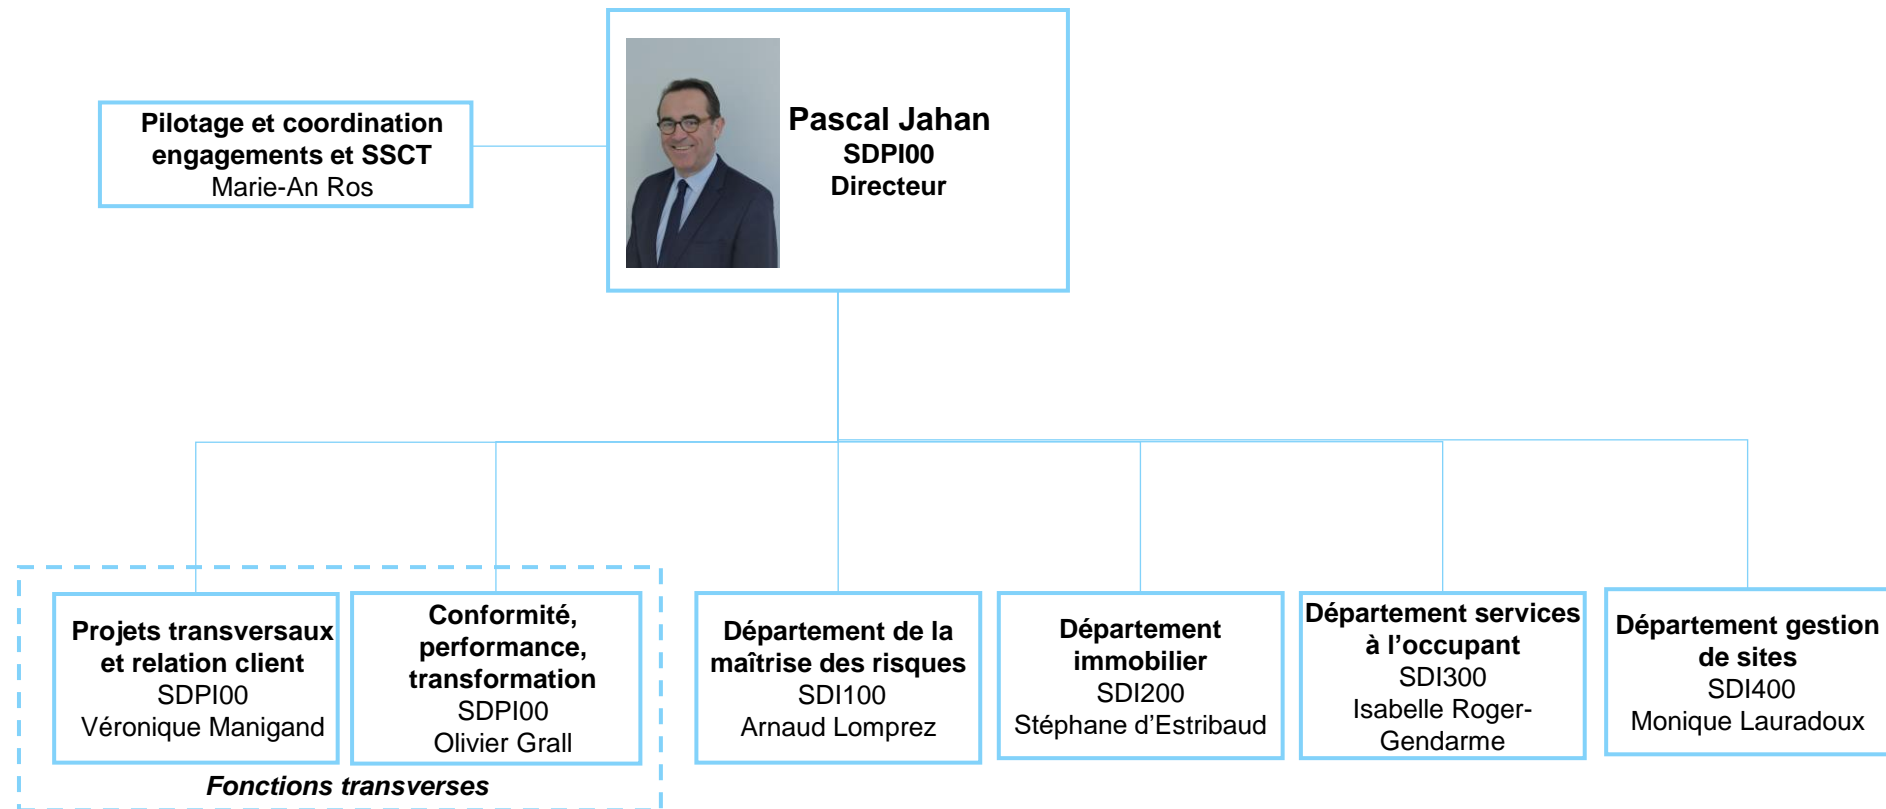 Pilotage et coordination
engagements et SSCT
Marie-An Ros
Pascal Jahan
SDPI00
Directeur
Projets transversaux
et relation client
SDPI00
Véronique Manigand
Conformité,
performance,
transformation
SDPI00
Olivier Grall
Fonctions transverses
Département de la
maîtrise des risques
SDI100
Arnaud Lomprez
Département
immobilier
SDI200
Stéphane d’Estribaud
Département services
à l’occupant
SDI300
Isabelle Roger-
Gendarme
Département gestion
de sites
SDI400
Monique Lauradoux